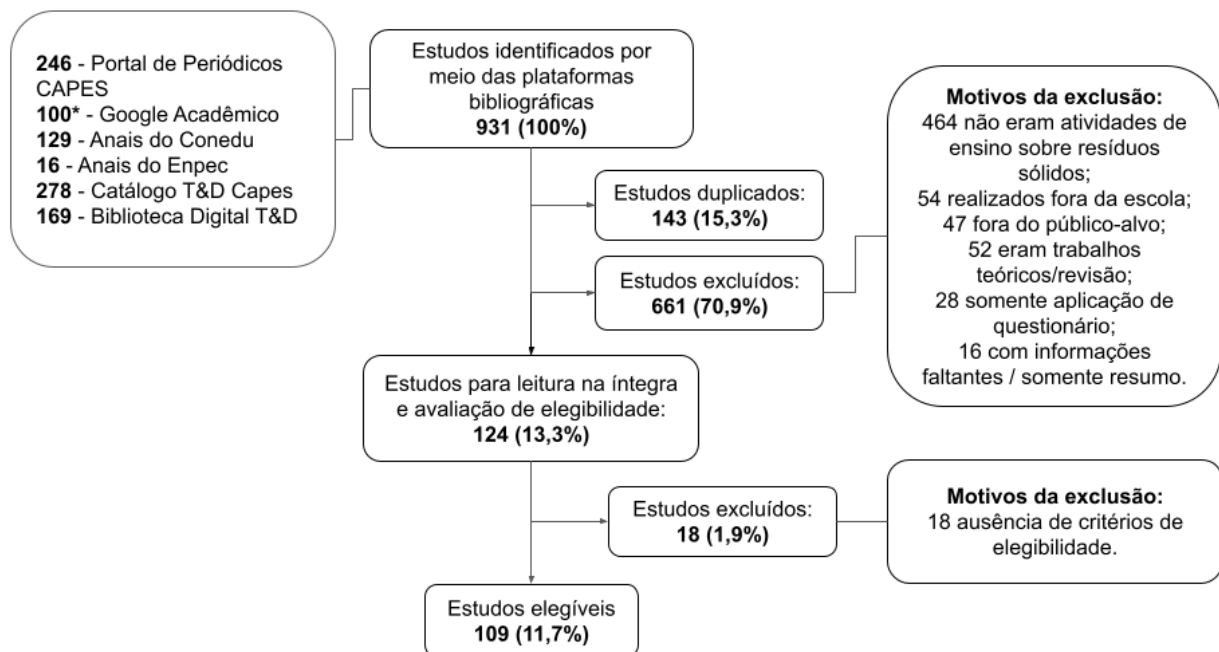 246 - Portal de Periódicos
CAPES
100* - Google Acadêmico
129 - Anais do Conedu
16 - Anais do Enpec
278 - Catálogo T&D Capes
169 - Biblioteca Digital T&D
Estudos identificados por
meio das plataformas
bibliográficas
931 (100%)
Estudos duplicados:
143 (15,3%)
Estudos excluídos:
661 (70,9%)
Motivos da exclusão:
464 não eram atividades de
ensino sobre resíduos
sólidos;
54 realizados fora da escola;
47 fora do público-alvo;
52 eram trabalhos
teóricos/revisão;
28 somente aplicação de
questionário;
16 com informações
faltantes / somente resumo.
Estudos para leitura na íntegra
e avaliação de elegibilidade:
124 (13,3%)
Estudos excluídos:
18 (1,9%)
Motivos da exclusão:
18 ausência de critérios de
elegibilidade.
Estudos elegíveis
109 (11,7%)